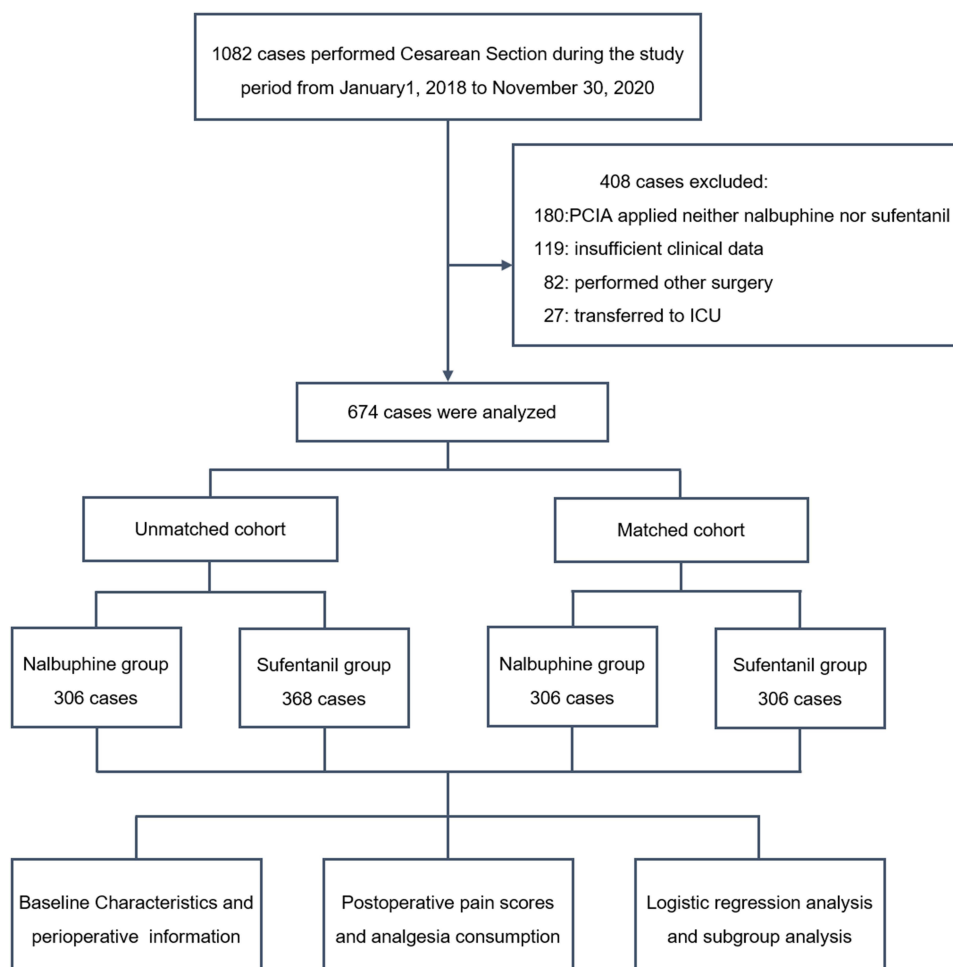 1082 cases performed Cesarean Section during the study
period from January1, 2018 to November 30, 2020
408 cases excluded:
180:PCIA applied neither nalbuphine nor sufentanil
119: insufficient clinical data
82: performed other surgery
27: transferred to ICU
674 cases were analyzed
Unmatched cohort
Matched cohort
Nalbuphine group
306 cases
Sufentanil group
368 cases
Nalbuphine group
306 cases
Sufentanil group
306 cases
Baseline Characteristics and
perioperative information
Postoperative pain scores
and analgesia consumption
Logistic regression analysis
and subgroup analysis